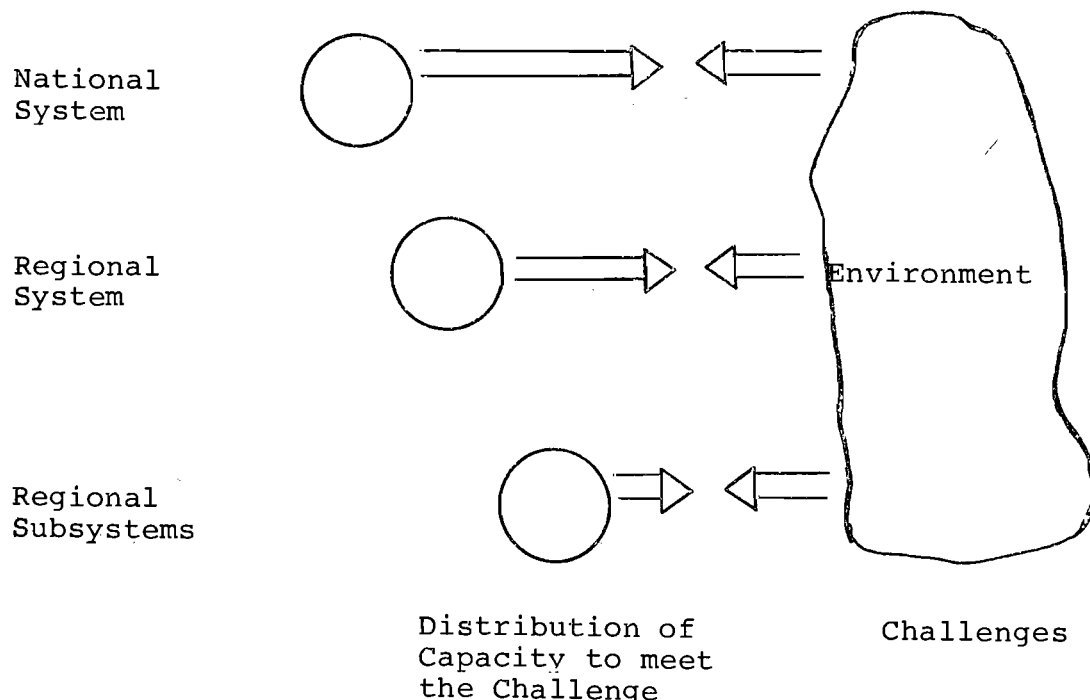 National
System
Regional
System
Environment
Regional
Subsystems
Distribution of
Capacity to meet
the Challenge
Challenges